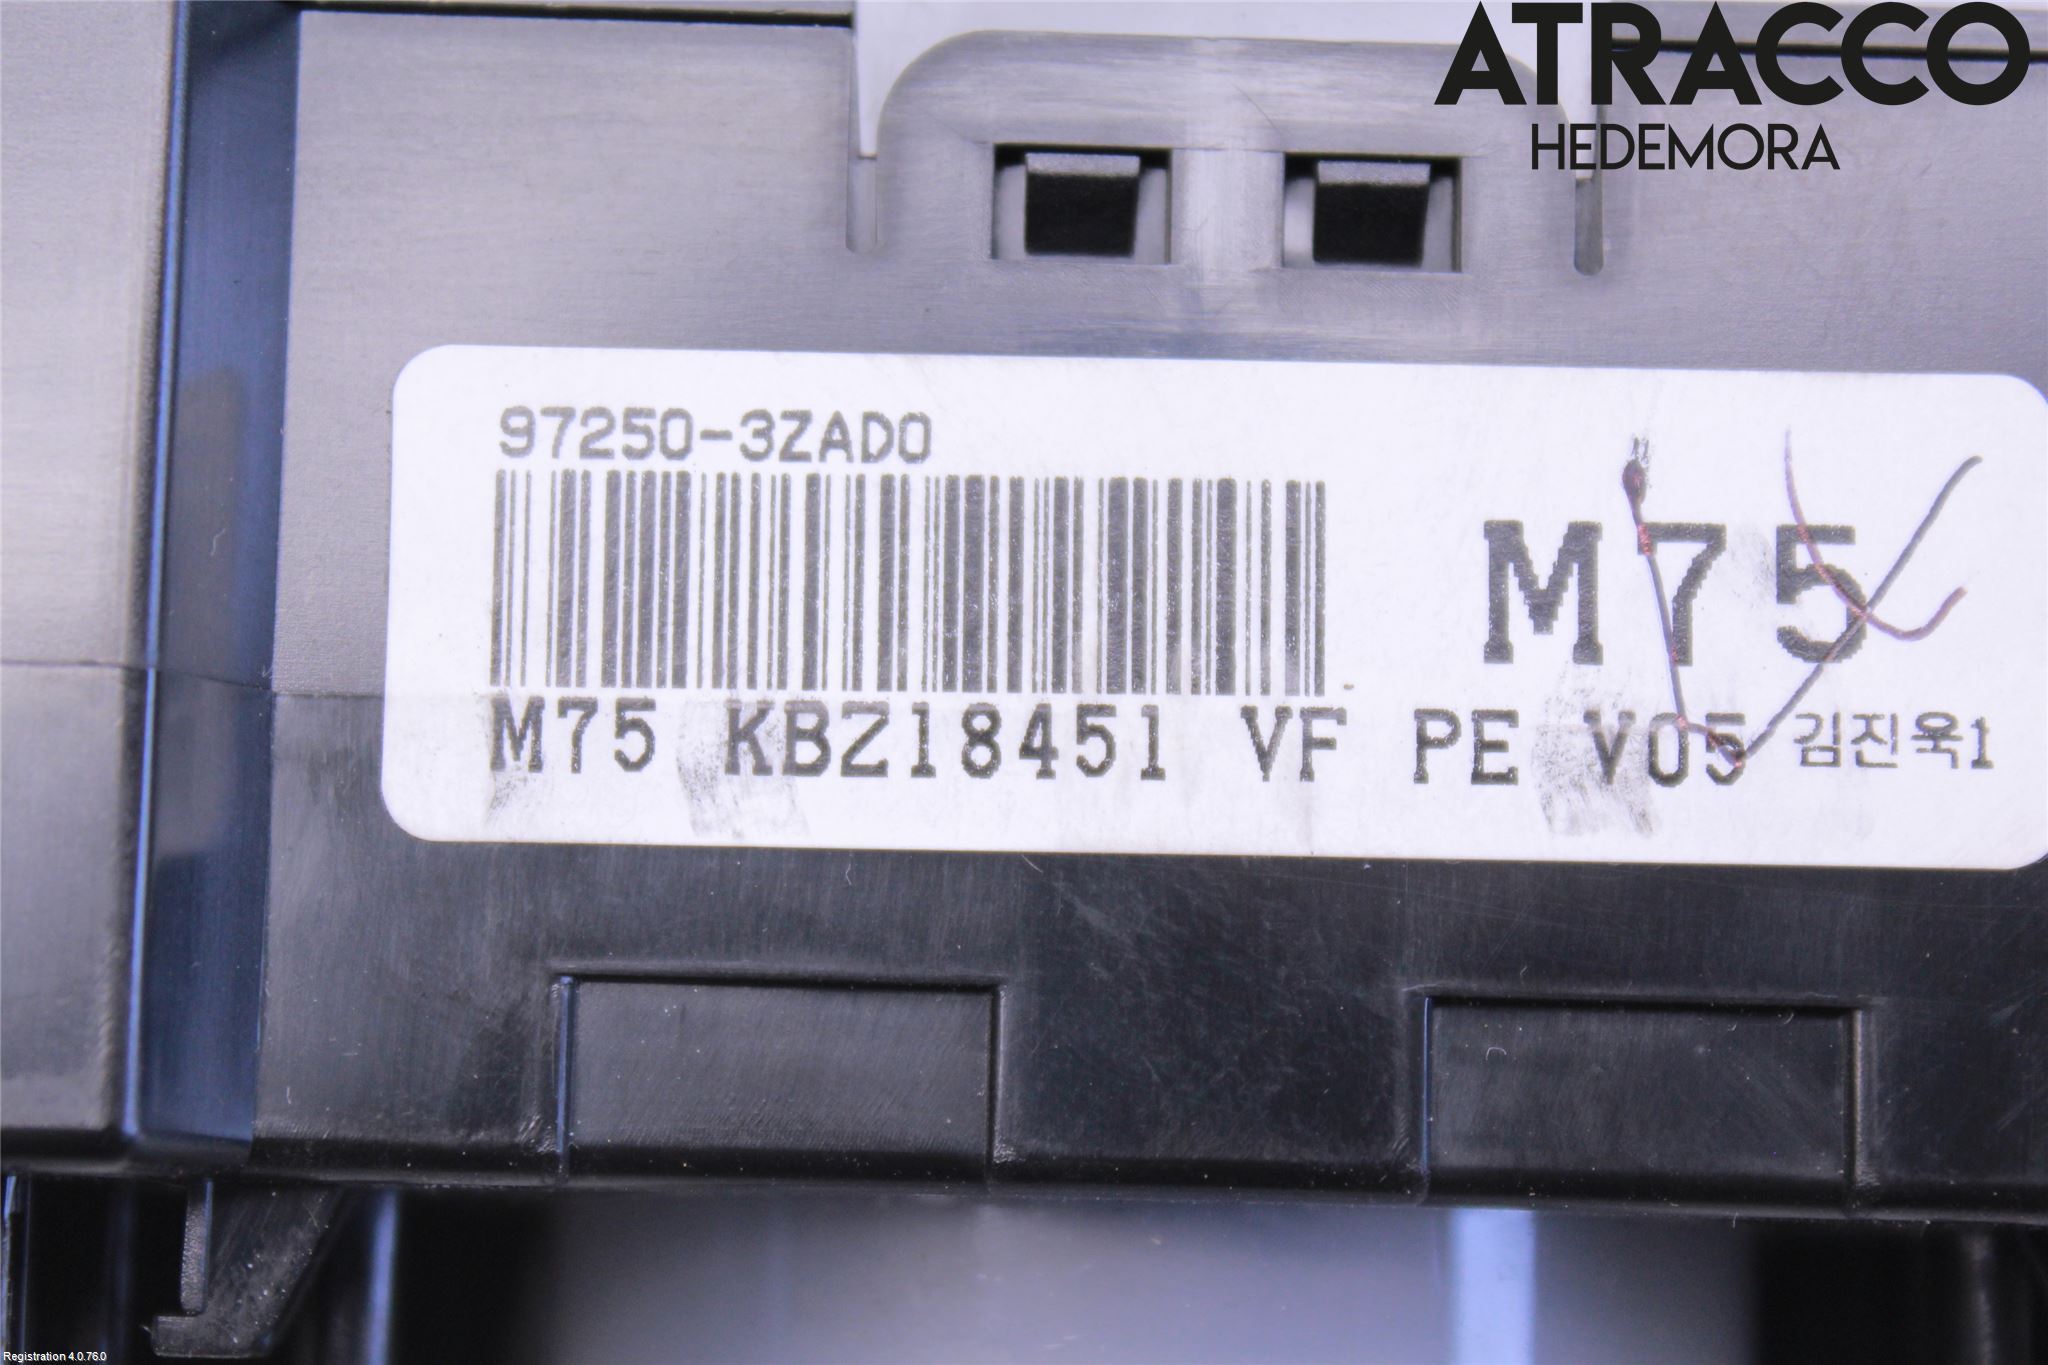 ATRACCO
HEDEMORA
97250-3ZAD0
M75
M75 KBZ18451 VF PE V05 김진욱1
Registration 4.0.76.0